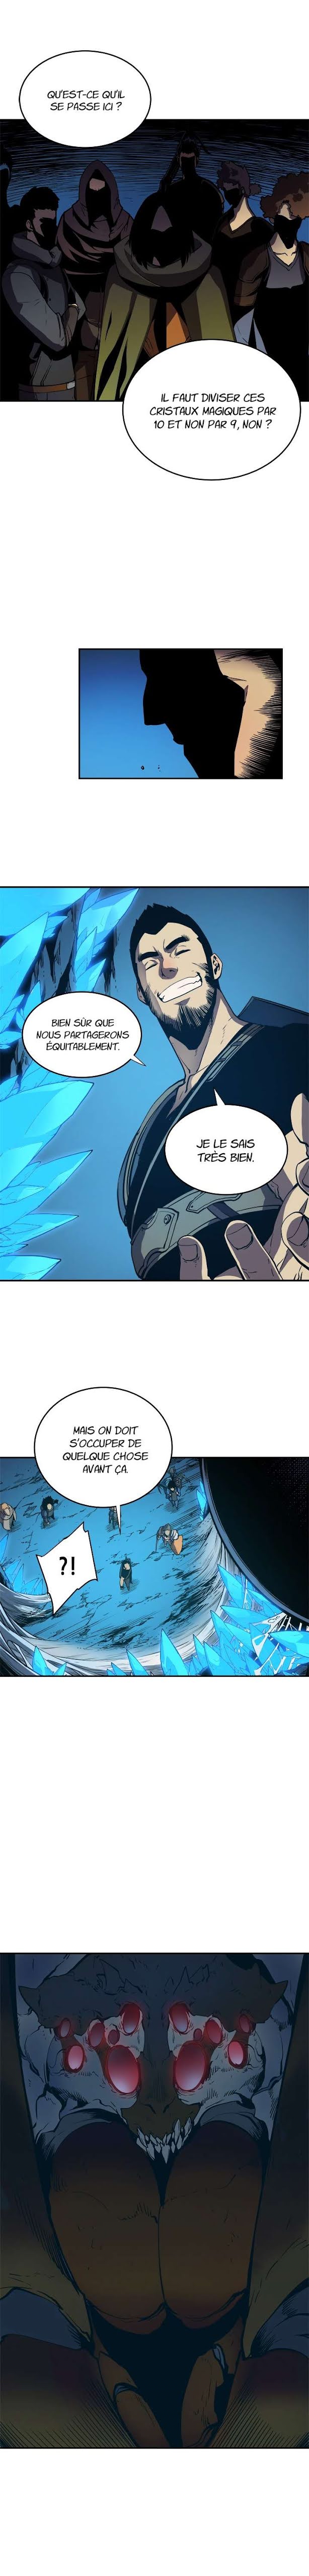 QU'EST-CE QU'IL
SE PASSE ICI ?
IL FAUT DIVISER CES
CRISTAUX MAGIQUES PAR
10 ET NON PAR 9, NON ?
BIEN SÛR QUE
NOUS PARTAGERONS
ÉQUITABLEMENT.
JE LE SAIS
TRÈS BIEN.
MAIS ON DOIT
S'OCCUPER DE
QUELQUE CHOSE
AVANT ÇA.
?!